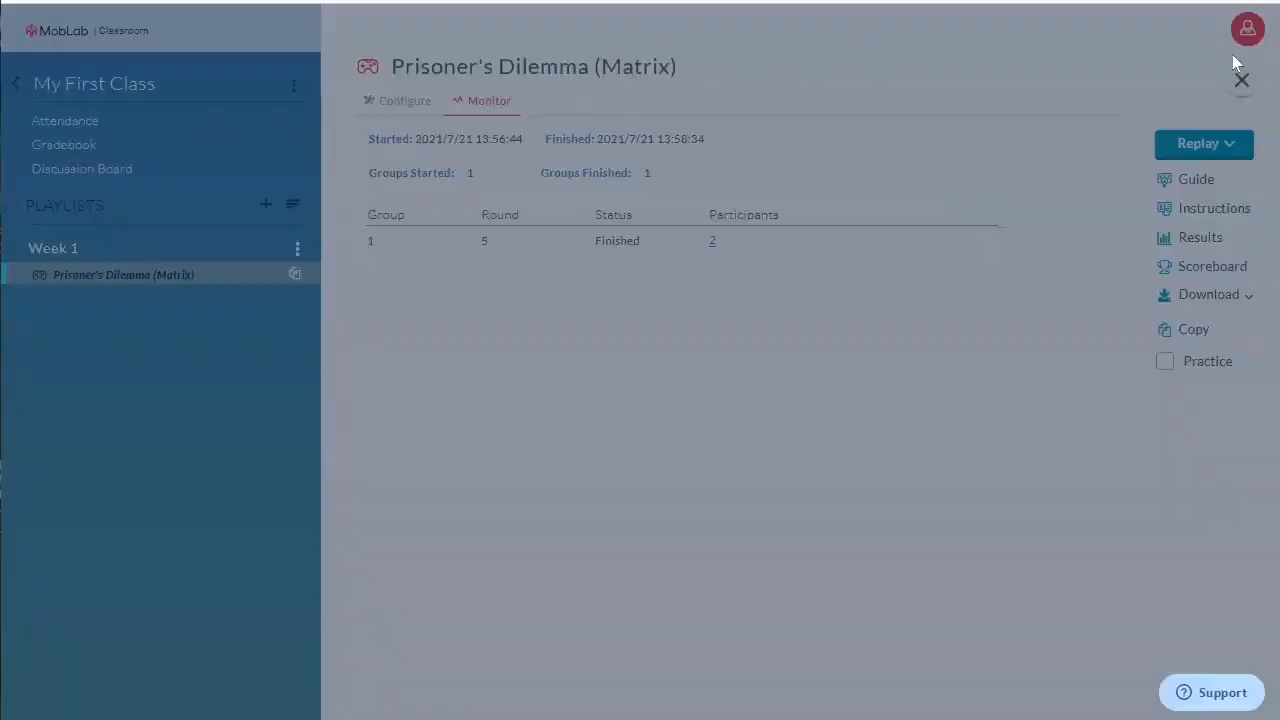 MobLab | Classroom
My First Class
Attendance
Gradebook
Discussion Board
PLAYLISTS
Week 1
Prisoner's Dilemma (Matrix)
Prisoner's Dilemma (Matrix)
Configure Monitor
Started: 2021/7/21 13:56:44 Finished: 2021/7/21 13:58:34
Groups Started: 1 Groups Finished: 1
Group Round Status Participants
1 5 Finished 2
Replay
Guide
Instructions
Results
Scoreboard
Download
Copy
Practice
Support